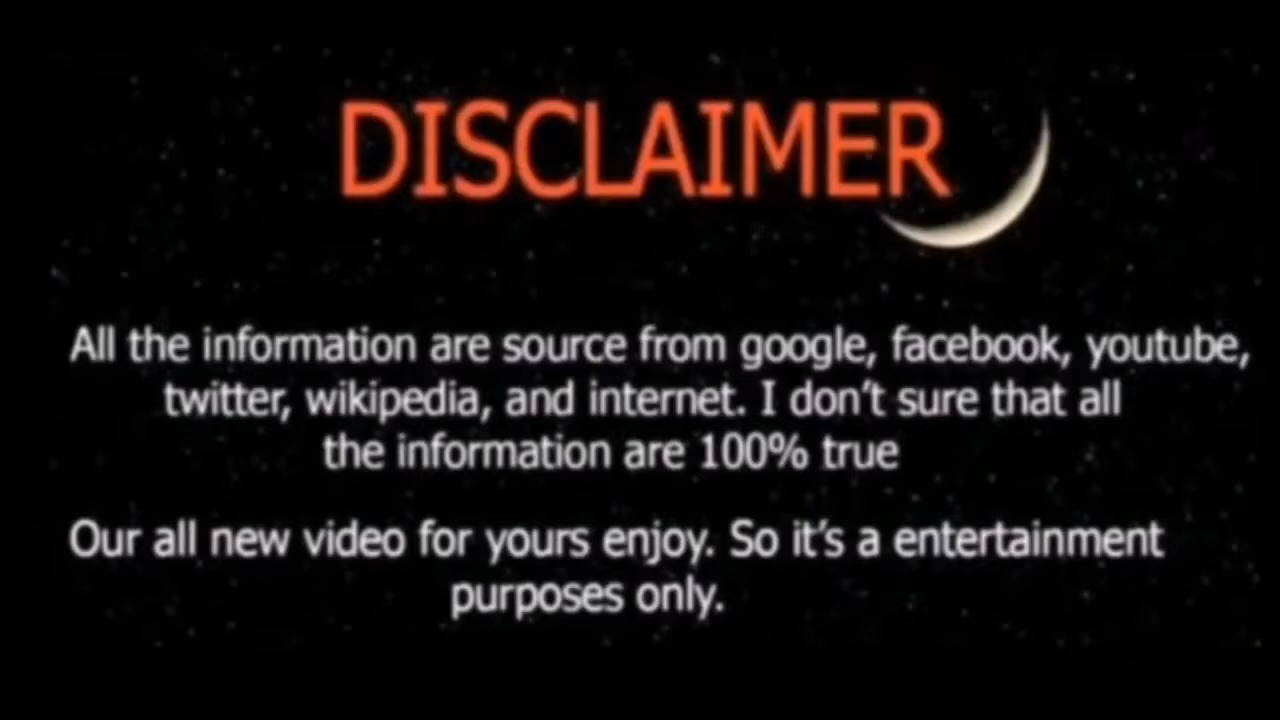 DISCLAIMER
All the information are source from google, facebook, youtube,
twitter, wikipedia, and internet. I don't sure that all
the information are 100% true
Our all new video for yours enjoy. So it's a entertainment
purposes only.